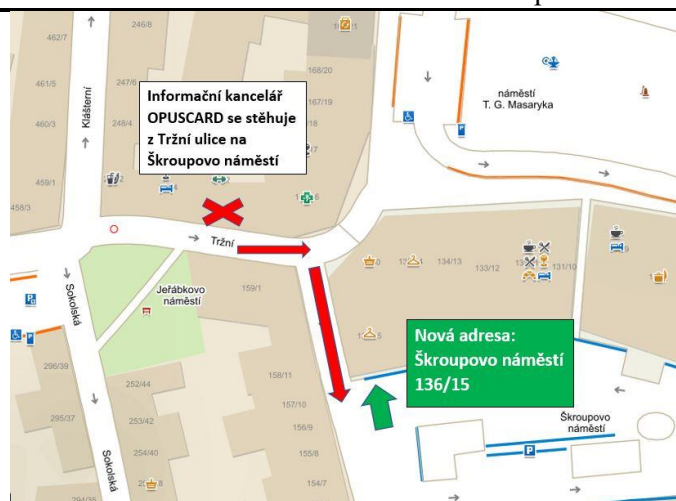 246/8
462/7
168/20
461/5
247/6
Klášterní
Informační kancelář
OPUSCARD se stěhuje
z Tržní ulice na
Škroupovo náměstí
167/19
náměstí
T. G. Masaryka
460/3
248/4
459/1
458/3
Tržní
134/13
133/12
131/10
Jeřábkovo
náměstí
159/1
Sokolská
Nová adresa:
Škroupovo náměstí
136/15
296/39
252/44
158/11
295/37
253/42
157/10
156/9
Škroupovo
náměstí
254/40
155/8
Sokolská
154/7
P
294/35